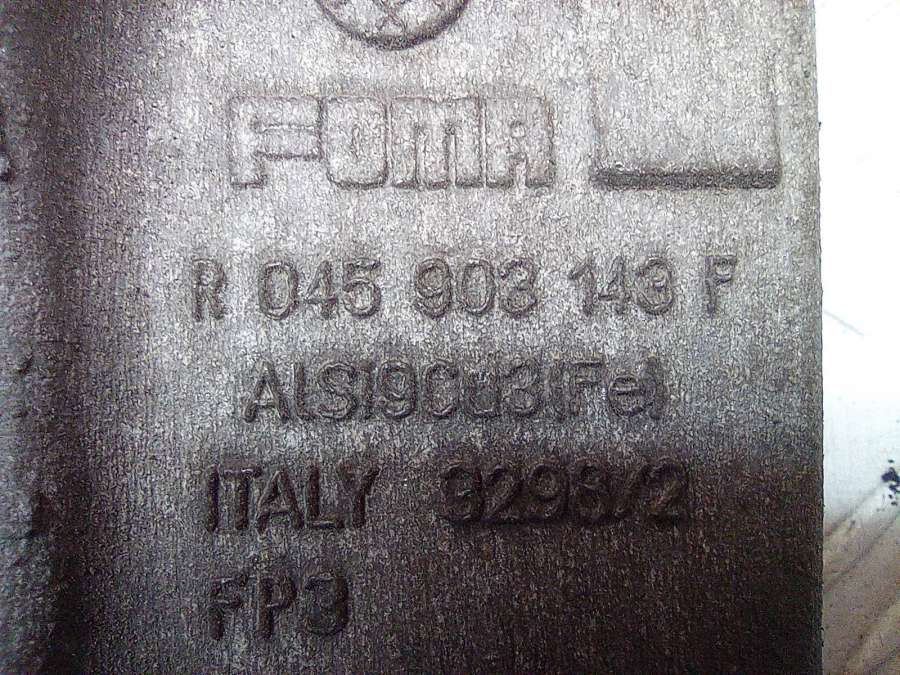 FOMA
R 045 903 143 F
AlSi9Cu3(Fe)
ITALY 3298/2
FP3